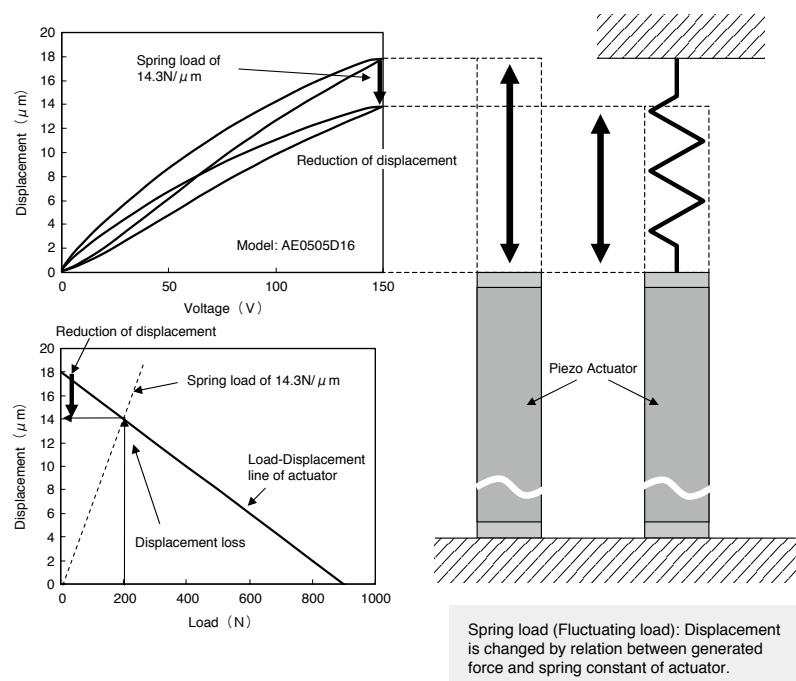 20
18
16
14
12
10
8
6
4
2
0
Displacement（μm）
Spring load of
14.3N/μm
Reduction of displacement
Model: AE0505D16
0
50
100
150
Voltage（V）
Reduction of displacement
20
18
16
14
12
10
8
6
4
2
0
Displacement（μm）
Spring load of 14.3N/μm
Load-Displacement
line of actuator
Displacement loss
0
200
400
600
800
1000
Load（N）
Piezo Actuator
Spring load (Fluctuating load): Displacement
is changed by relation between generated
force and spring constant of actuator.